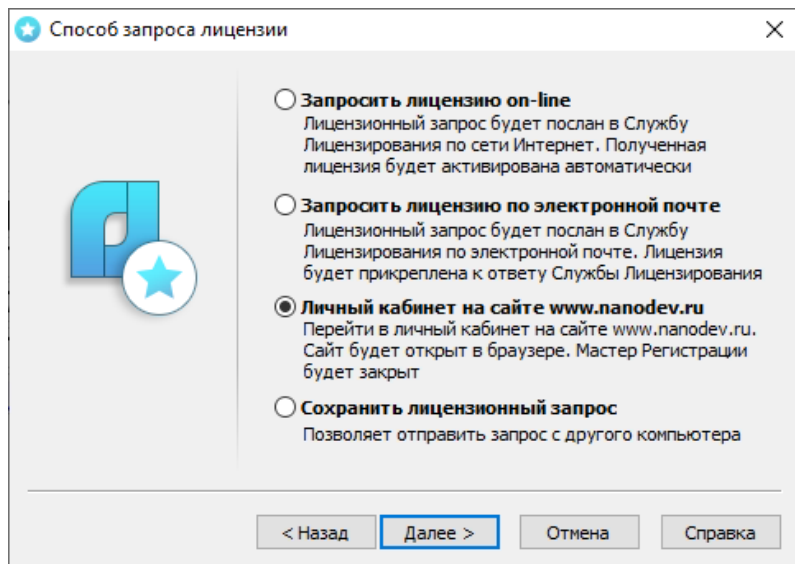 Способ запроса лицензии
Запросить лицензию on-line
Лицензионный запрос будет послан в Службу
Лицензирования по сети Интернет. Полученная
лицензия будет активирована автоматически
Запросить лицензию по электронной почте
Лицензионный запрос будет послан в Службу
Лицензирования по электронной почте. Лицензия
будет прикреплена к ответу Службы Лицензирования
Личный кабинет на сайте www.nanodev.ru
Перейти в личный кабинет на сайте www.nanodev.ru.
Сайт будет открыт в браузере. Мастер Регистрации
будет закрыт
Сохранить лицензионный запрос
Позволяет отправить запрос с другого компьютера
< Назад Далее > Отмена Справка